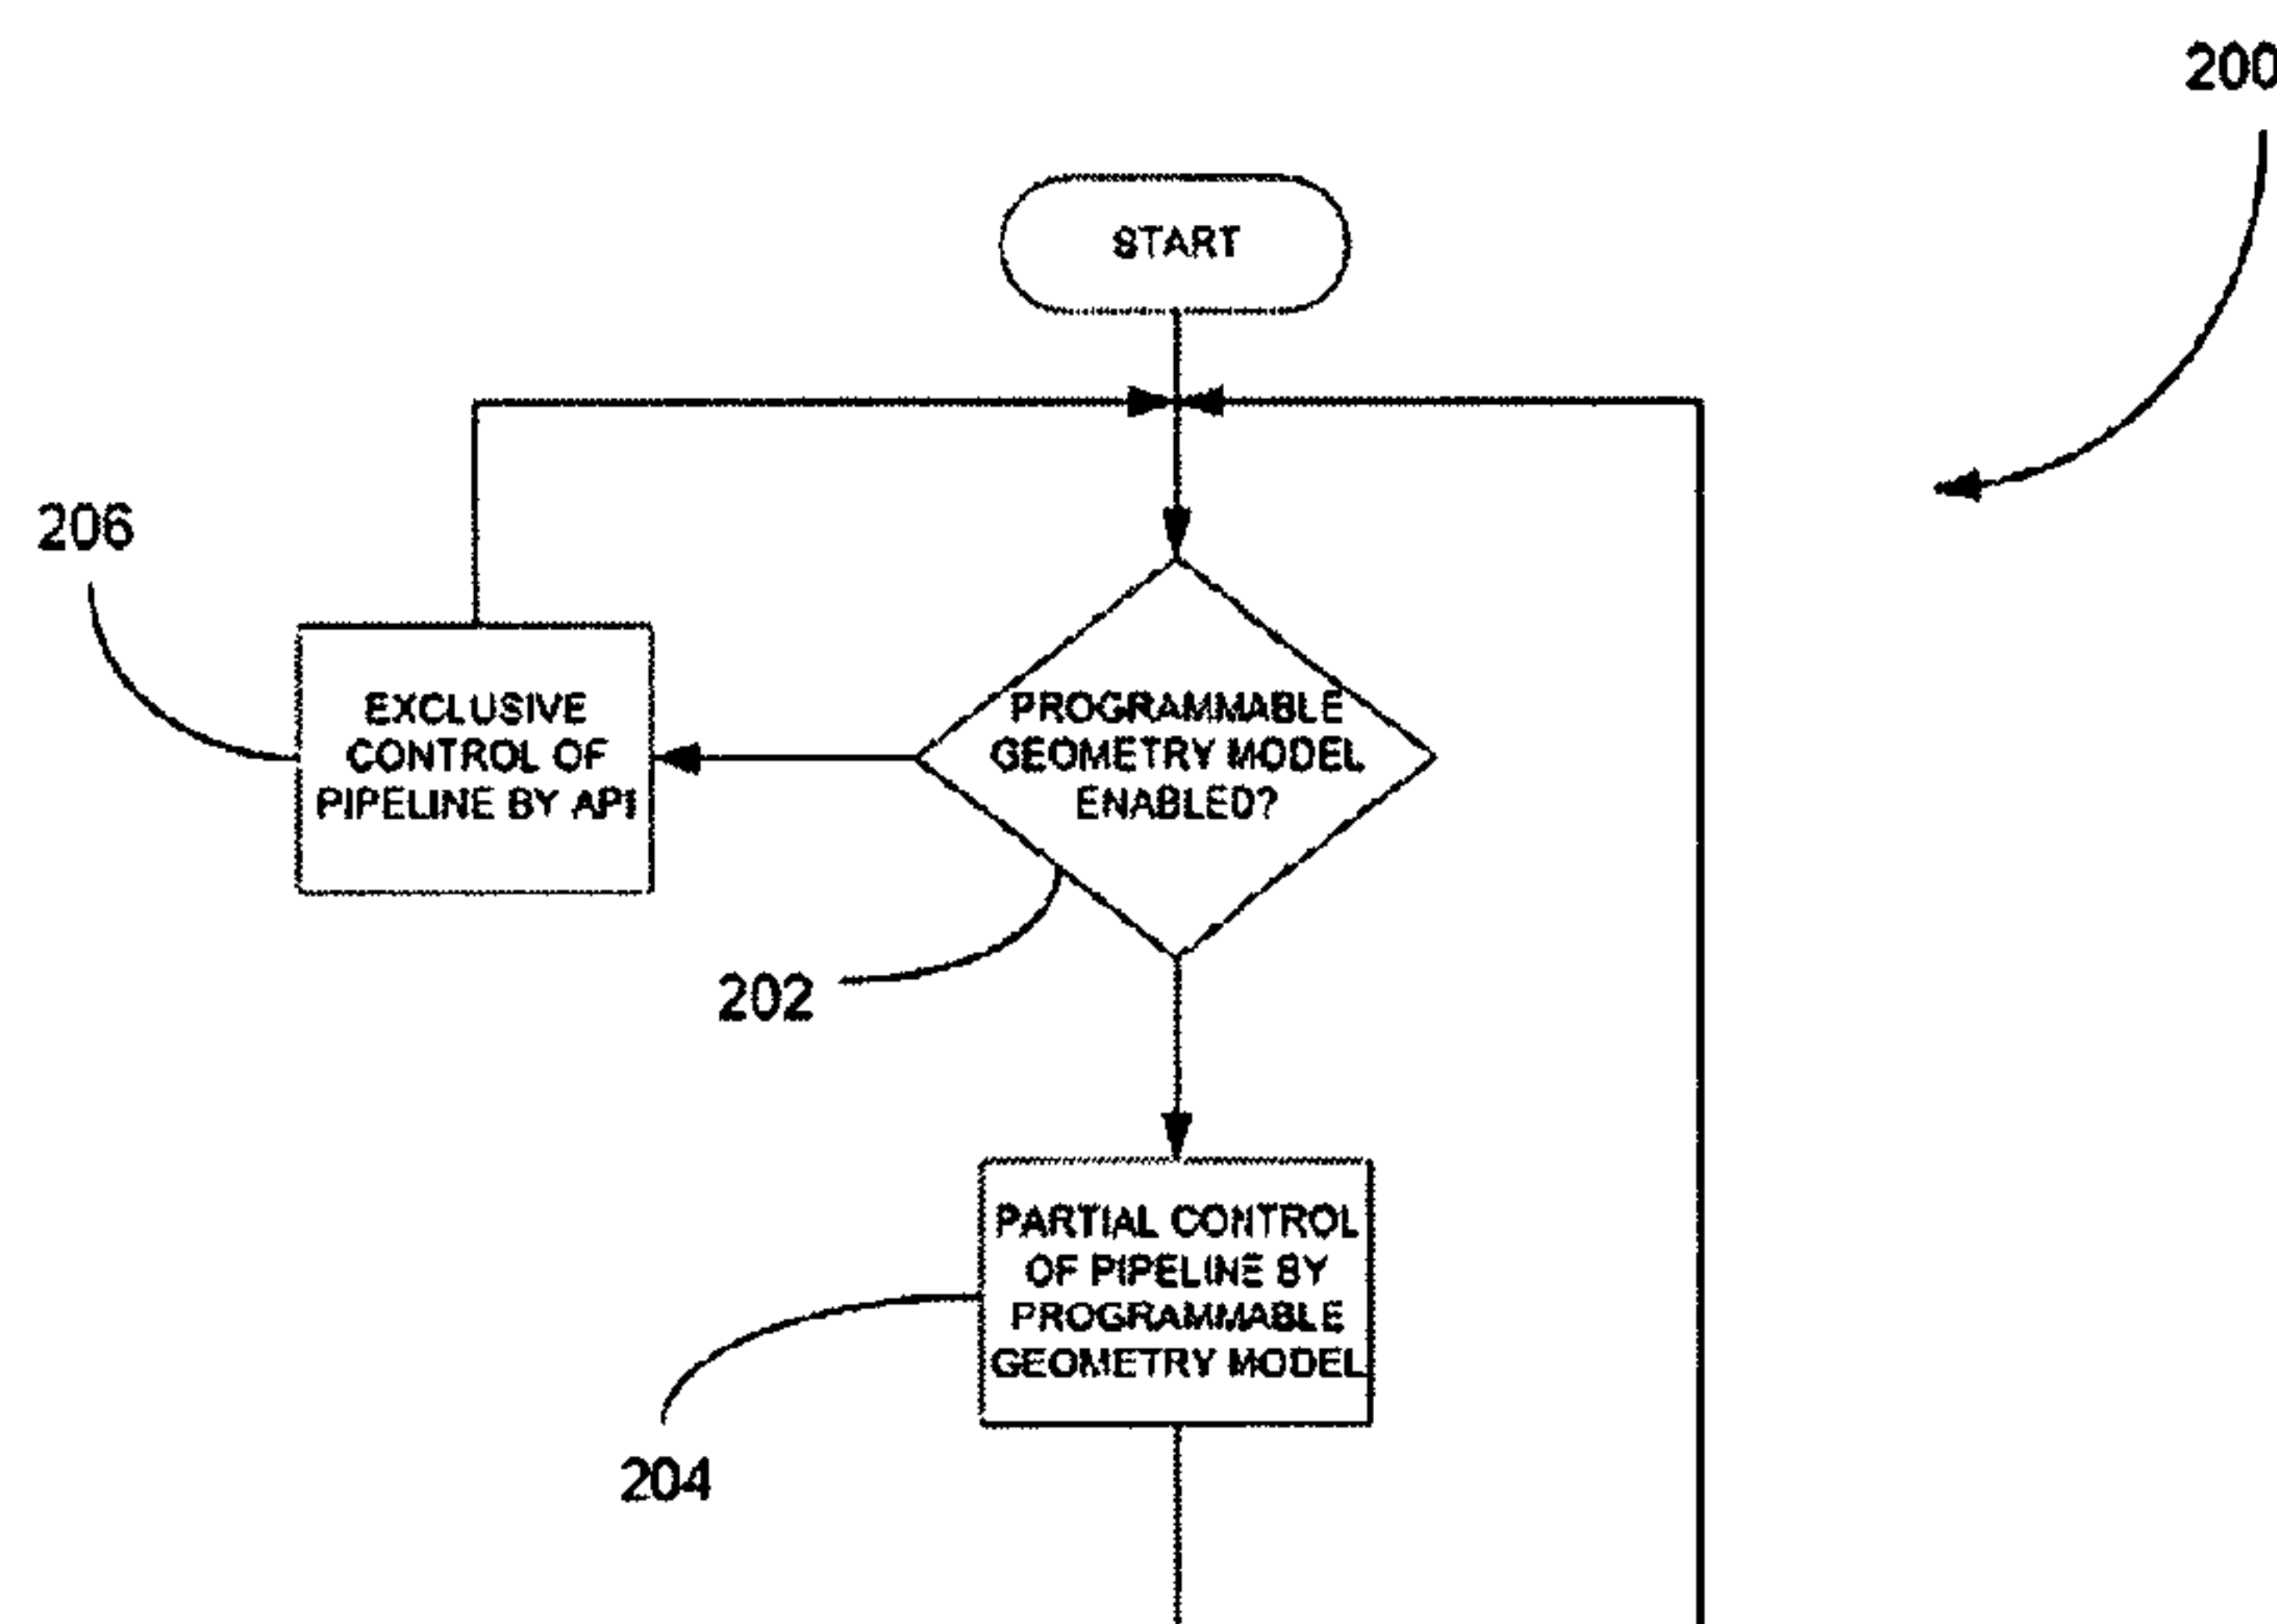 200
START
206
EXCLUSIVE
CONTROL OF
PIPELINE BY API
PROGRAMMABLE
GEOMETRY MODEL
ENABLED?
202
PARTIAL CONTROL
OF PIPELINE BY
PROGRAMMABLE
GEOMETRY MODEL
204